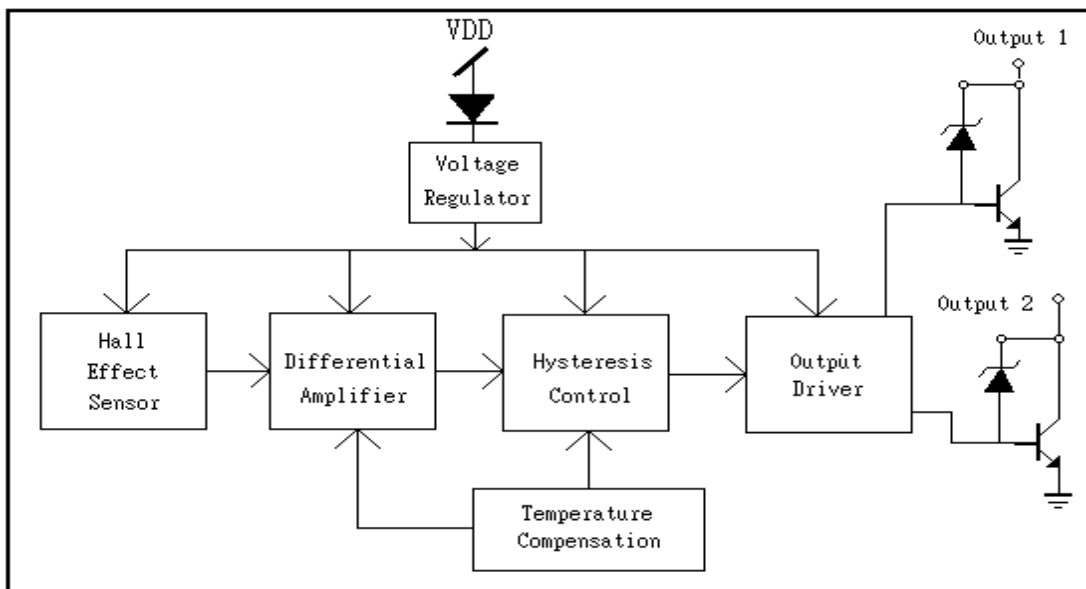 VDD
Output 1
Voltage
Regulator
Output 2
Hall
Effect
Sensor
Differential
Amplifier
Hysteresis
Control
Output
Driver
Temperature
Compensation